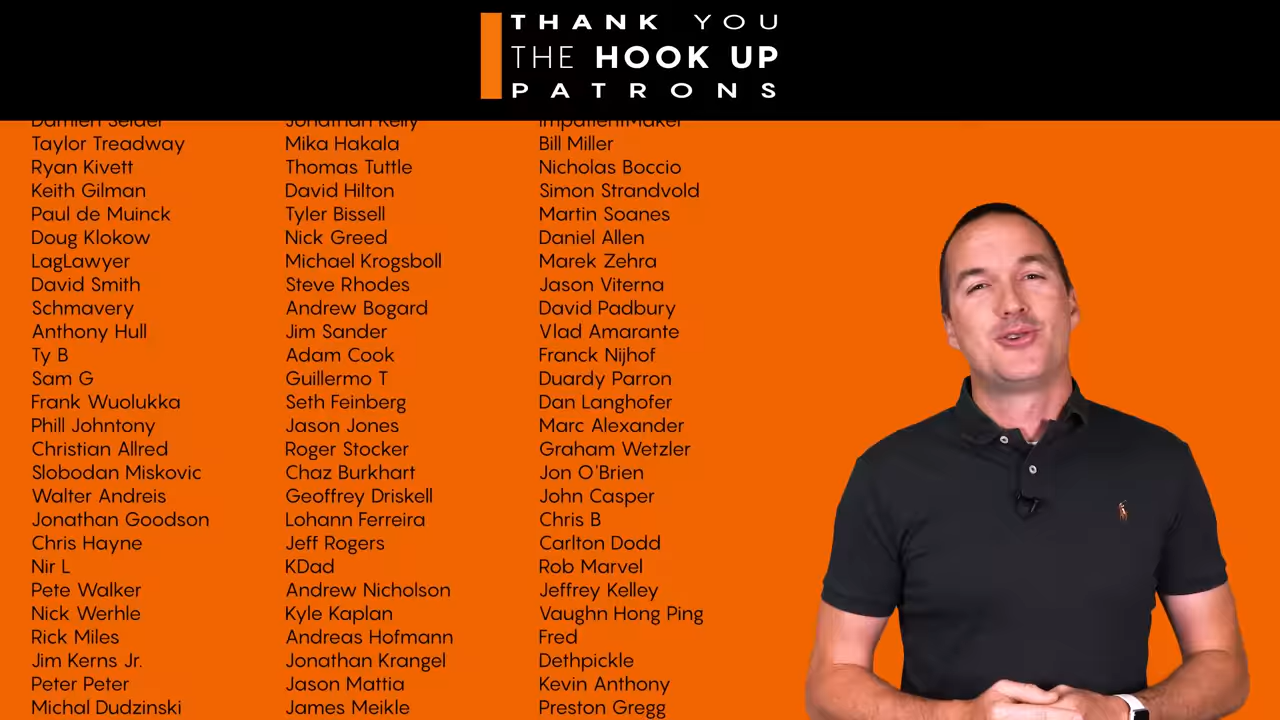 THANK YOU
THE HOOK UP
PATRONS
Damien Seider
Taylor Treadway
Ryan Kivett
Keith Gilman
Paul de Muinck
Doug Klokow
LagLawyer
David Smith
Schmavery
Anthony Hull
Ty B
Sam G
Frank Wuolukka
Phill Johntony
Christian Allred
Slobodan Miskovic
Walter Andreis
Jonathan Goodson
Chris Hayne
Nir L
Pete Walker
Nick Werhle
Rick Miles
Jim Kerns Jr.
Peter Peter
Michal Dudzinski
Jonathan Kelly
Mika Hakala
Thomas Tuttle
David Hilton
Tyler Bissell
Nick Greed
Michael Krogsboll
Steve Rhodes
Andrew Bogard
Jim Sander
Adam Cook
Guillermo T
Seth Feinberg
Jason Jones
Roger Stocker
Chaz Burkhart
Geoffrey Driskell
Lohann Ferreira
Jeff Rogers
KDad
Andrew Nicholson
Kyle Kaplan
Andreas Hofmann
Jonathan Krangel
Jason Mattia
James Meikle
ImpatientMaker
Bill Miller
Nicholas Boccio
Simon Strandvold
Martin Soanes
Daniel Allen
Marek Zehra
Jason Viterna
David Padbury
Vlad Amarante
Franck Nijhof
Duardy Parron
Dan Langhofer
Marc Alexander
Graham Wetzler
Jon O'Brien
John Casper
Chris B
Carlton Dodd
Rob Marvel
Jeffrey Kelley
Vaughn Hong Ping
Fred
Dethpickle
Kevin Anthony
Preston Gregg